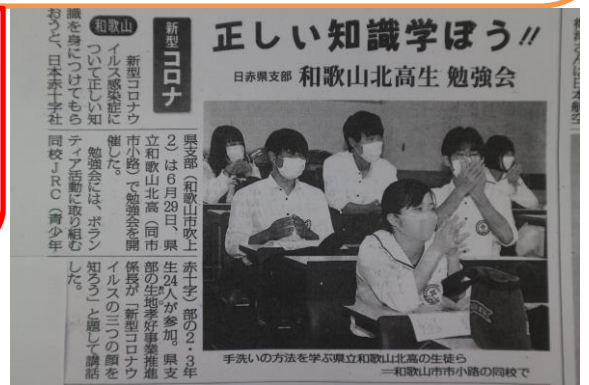 正しい知識学ぼう!!
日赤県支部 和歌山北高生 勉強会
新型コロナ
和歌山
新型コロナウ
イルス感染症に
ついて正しい知
識を身につけてもら
おうと、日本赤十字社
県支部（和歌山市吹上
2）は6月29日、県
立和歌山北高（同市
市小路）で勉強会を開
催した。
勉強会には、ボラン
ティア活動に取り組む
同校JRC（青少年
赤十字）部の2・3年
生24人が参加。県支
部の生地孝好事業推進
係長が「新型コロナウ
イルスの三つの顔を
知ろう」と題して講話
した。
手洗いの方法を学ぶ県立和歌山北高の生徒ら
＝和歌山市市小路の同校で
さんは日本航空